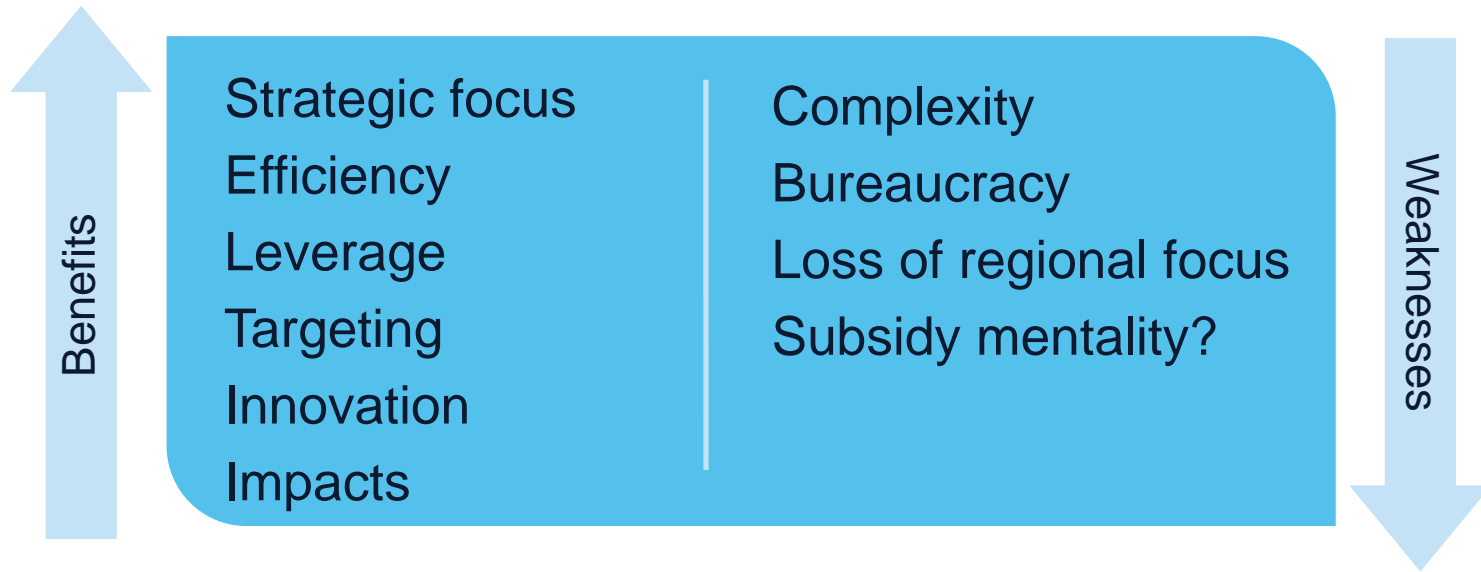 Benefits
Strategic focus
Efficiency
Leverage
Targeting
Innovation
Impacts
Complexity
Bureaucracy
Loss of regional focus
Subsidy mentality?
Weaknesses